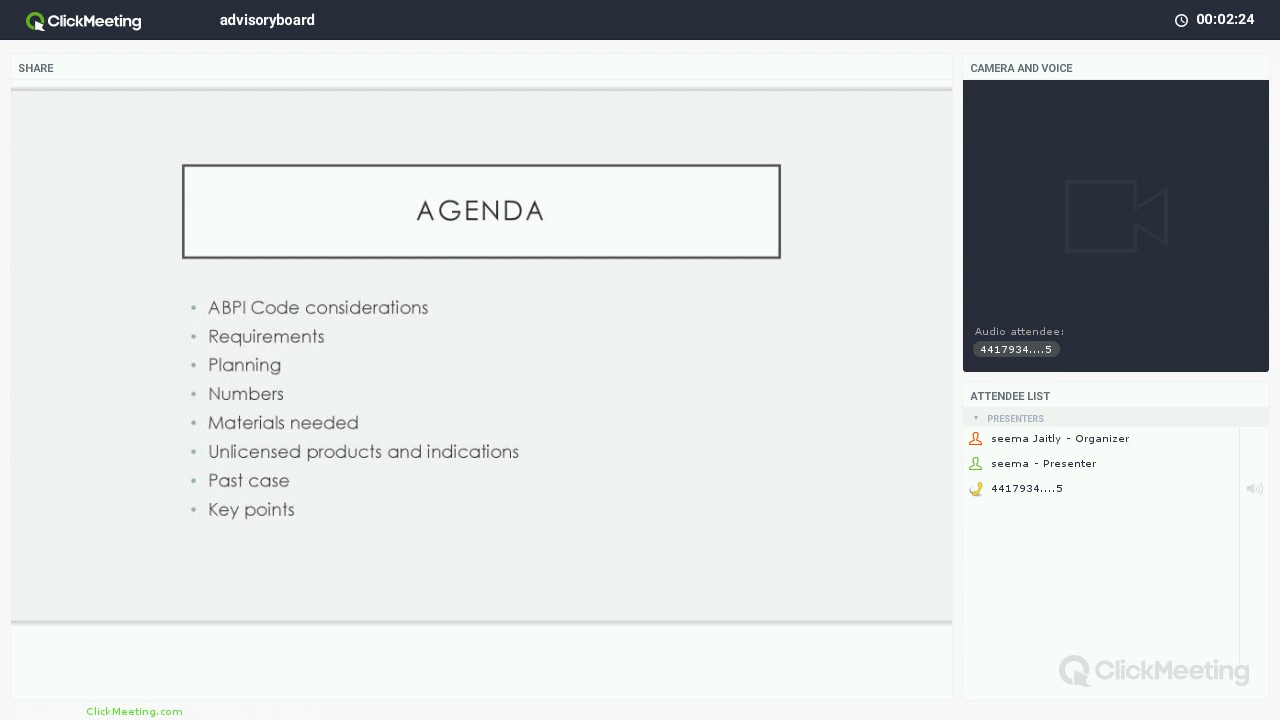 ClickMeeting
advisoryboard
00:02:24
SHARE
AGENDA
• ABPI Code considerations
• Requirements
• Planning
• Numbers
• Materials needed
• Unlicensed products and indications
• Past case
• Key points
CAMERA AND VOICE
Audio attendee:
4417934....5
ATTENDEE LIST
PRESENTERS
seema Jaitly - Organizer
seema - Presenter
4417934....5
ClickMeeting
ClickMeeting.com